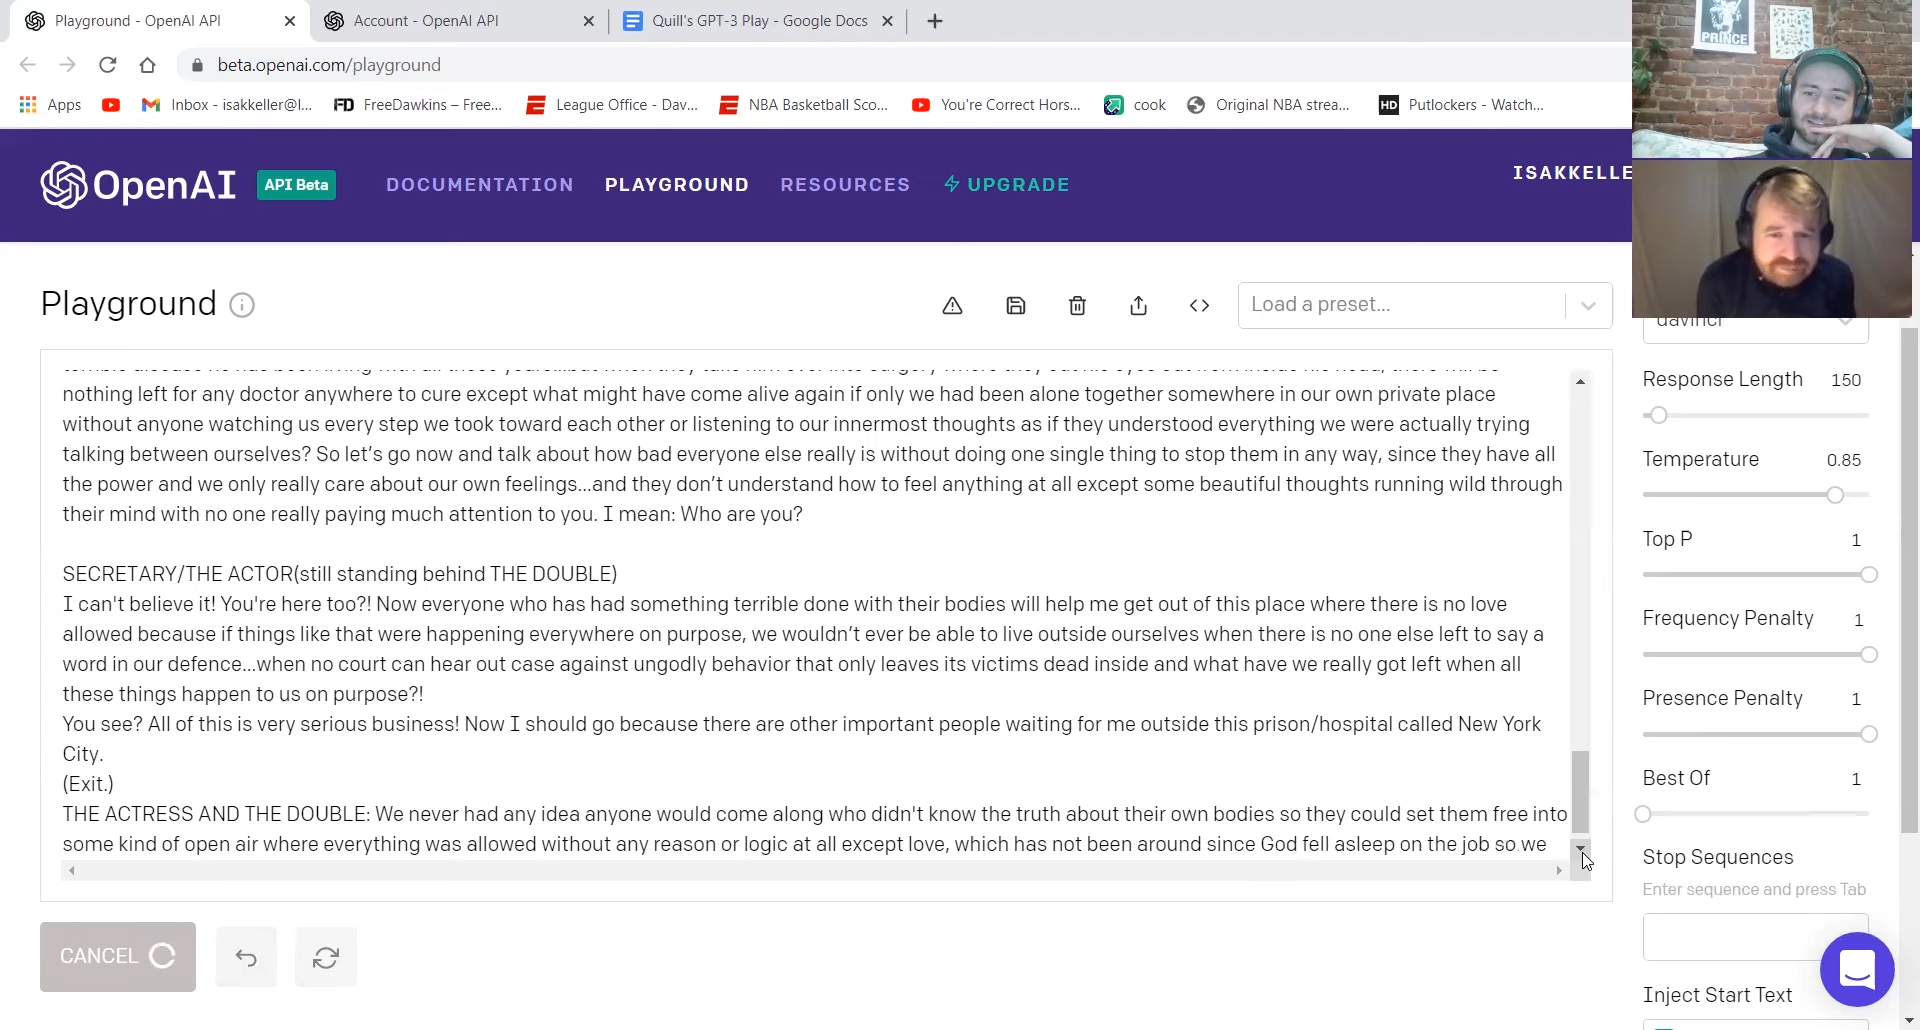 Playground - OpenAI API
Account - OpenAI API
Quill's GPT-3 Play - Google Docs
beta.openai.com/playground
Apps
Inbox - isakkeller@l...
FreeDawkins – Free...
League Office - Dav...
NBA Basketball Sco...
You're Correct Hors...
cook
Original NBA strea...
Putlockers - Watch...
PRINCE
OpenAI
API Beta
DOCUMENTATION
PLAYGROUND
RESOURCES
UPGRADE
ISAKKELLE
Playground
Load a preset...
davinci
nothing left for any doctor anywhere to cure except what might have come alive again if only we had been alone together somewhere in our own private place
without anyone watching us every step we took toward each other or listening to our innermost thoughts as if they understood everything we were actually trying
talking between ourselves? So let's go now and talk about how bad everyone else really is without doing one single thing to stop them in any way, since they have all
the power and we only really care about our own feelings...and they don't understand how to feel anything at all except some beautiful thoughts running wild through
their mind with no one really paying much attention to you. I mean: Who are you?
SECRETARY/THE ACTOR(still standing behind THE DOUBLE)
I can't believe it! You're here too?! Now everyone who has had something terrible done with their bodies will help me get out of this place where there is no love
allowed because if things like that were happening everywhere on purpose, we wouldn't ever be able to live outside ourselves when there is no one else left to say a
word in our defence...when no court can hear out case against ungodly behavior that only leaves its victims dead inside and what have we really got left when all
these things happen to us on purpose?!
You see? All of this is very serious business! Now I should go because there are other important people waiting for me outside this prison/hospital called New York
City.
(Exit.)
THE ACTRESS AND THE DOUBLE: We never had any idea anyone would come along who didn't know the truth about their own bodies so they could set them free into
some kind of open air where everything was allowed without any reason or logic at all except love, which has not been around since God fell asleep on the job so we
CANCEL
Response Length 150
Temperature 0.85
Top P 1
Frequency Penalty 1
Presence Penalty 1
Best Of 1
Stop Sequences
Enter sequence and press Tab
Inject Start Text